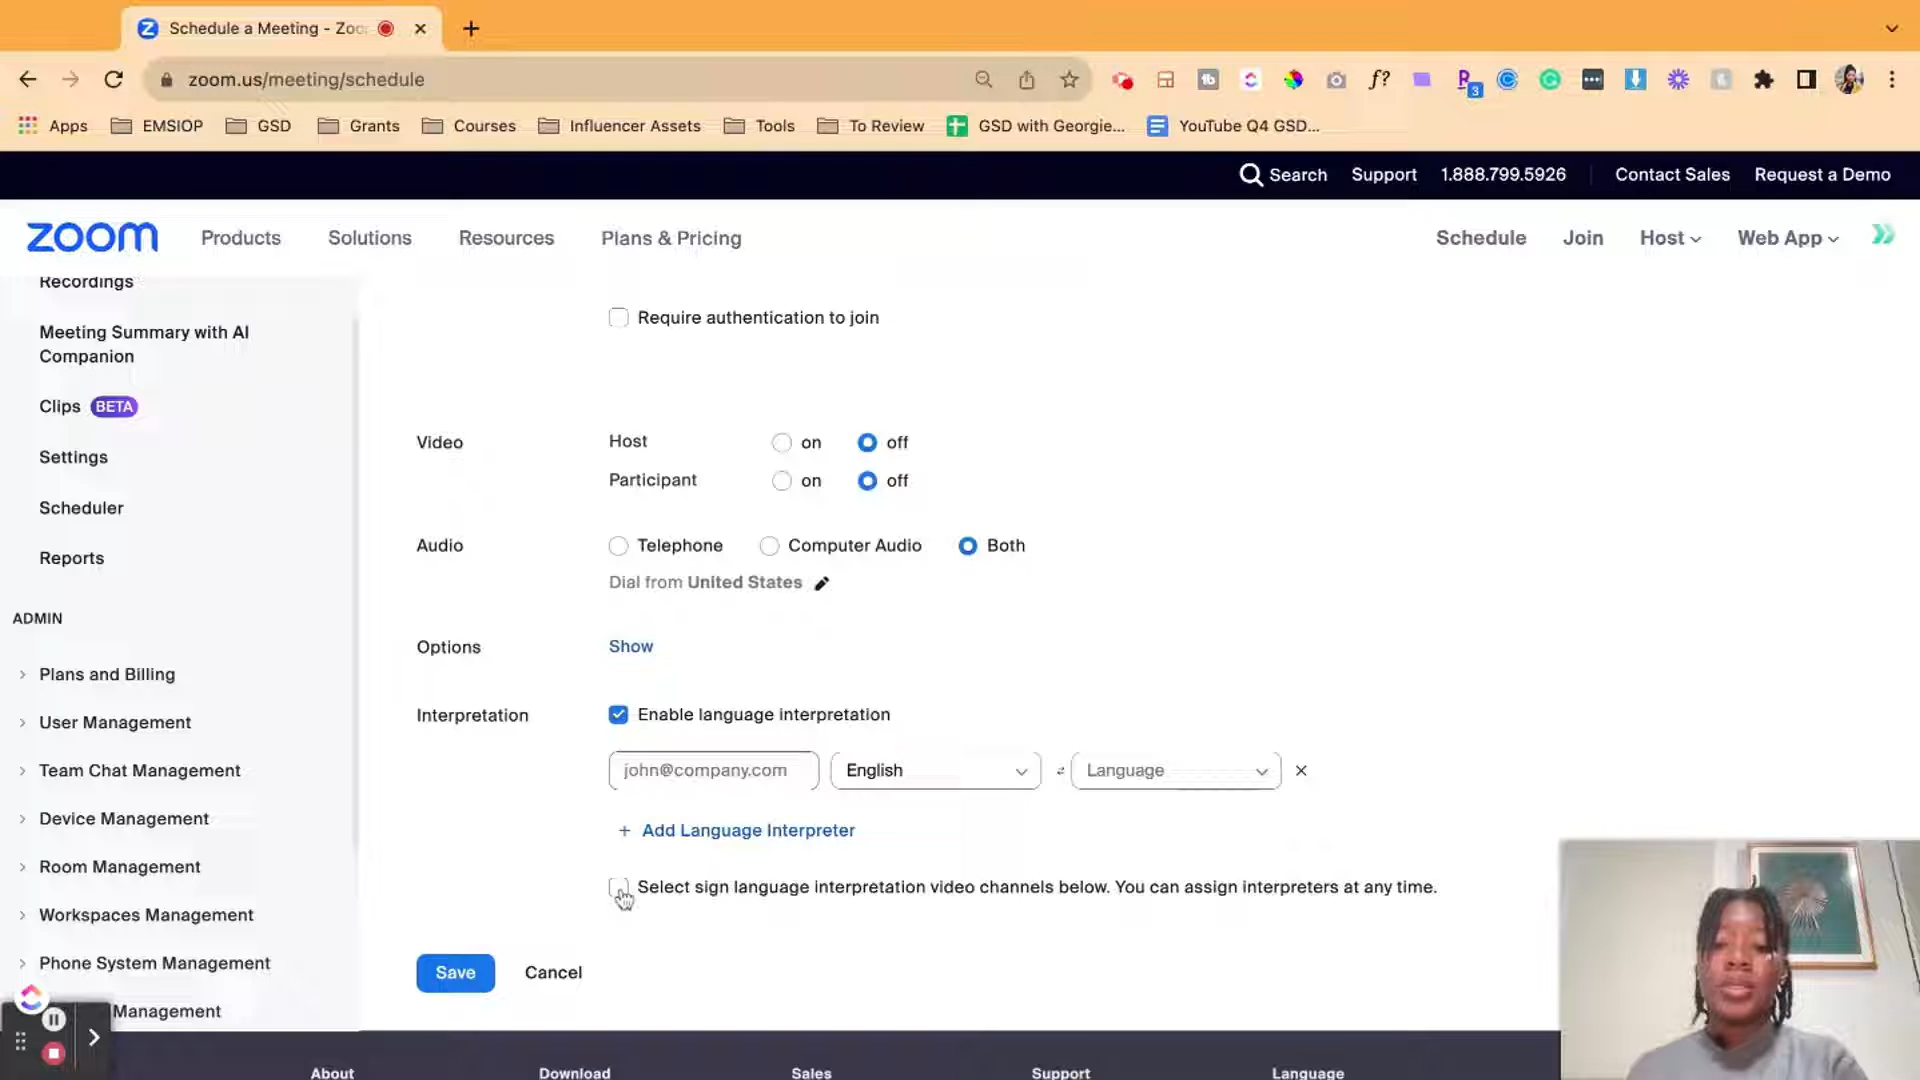 Schedule a Meeting - Zoo
zoom.us/meeting/schedule
f?
3
Apps
EMSIOP
GSD
Grants
Courses
Influencer Assets
Tools
To Review
GSD with Georgie...
YouTube Q4 GSD...
Search
Support
1.888.799.5926
Contact Sales
Request a Demo
zoom
Products
Solutions
Resources
Plans & Pricing
Schedule
Join
Host
Web App
Recordings
Meeting Summary with AI
Companion
Clips BETA
Settings
Scheduler
Reports
ADMIN
Plans and Billing
User Management
Team Chat Management
Device Management
Room Management
Workspaces Management
Phone System Management
Management
Require authentication to join
Video
Host on off
Participant on off
Audio
Telephone Computer Audio Both
Dial from United States
Options
Show
Interpretation
Enable language interpretation
john@company.com English Language
+ Add Language Interpreter
Select sign language interpretation video channels below. You can assign interpreters at any time.
Save
Cancel
About
Download
Sales
Support
Language